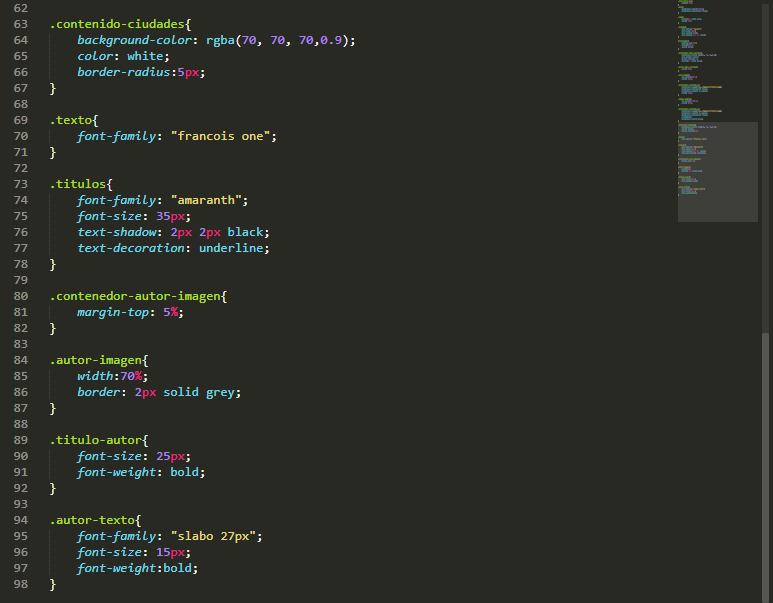 62
63 .contenido-ciudades{
64 background-color: rgba(70, 70, 70,0.9);
65 color: white;
66 border-radius:5px;
67 }
68
69 .texto{
70 font-family: "francois one";
71 }
72
73 .titulos{
74 font-family: "amaranth";
75 font-size: 35px;
76 text-shadow: 2px 2px black;
77 text-decoration: underline;
78 }
79
80 .contenedor-autor-imagen{
81 margin-top: 5%;
82 }
83
84 .autor-imagen{
85 width:70%;
86 border: 2px solid grey;
87 }
88
89 .titulo-autor{
90 font-size: 25px;
91 font-weight: bold;
92 }
93
94 .autor-texto{
95 font-family: "slabo 27px";
96 font-size: 15px;
97 font-weight:bold;
98 }